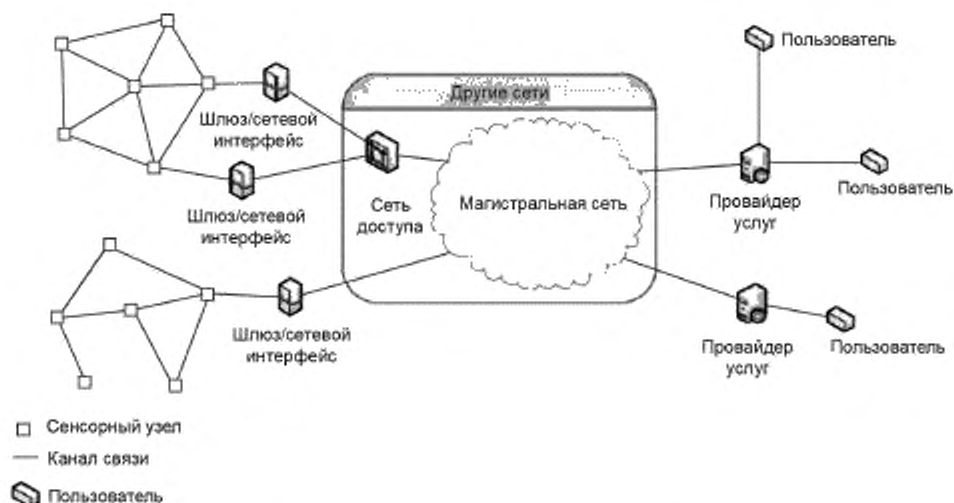 Пользователь
Другие сети
Шлюз/сетевой
интерфейс
Магистральная сеть
Сеть
доступа
Провайдер
услуг
Пользователь
Шлюз/сетевой
интерфейс
Шлюз/сетевой
интерфейс
Провайдер
услуг
Пользователь
Сенсорный узел
Канал связи
Пользователь